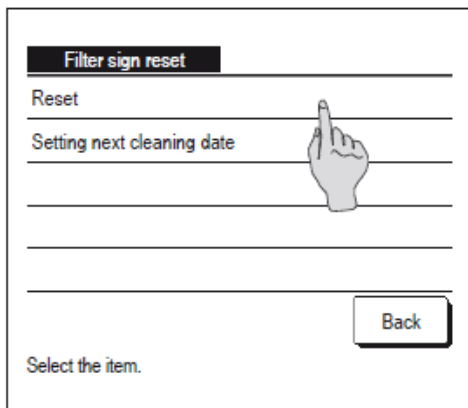 Filter sign reset
Reset
Setting next cleaning date
Back
Select the item.